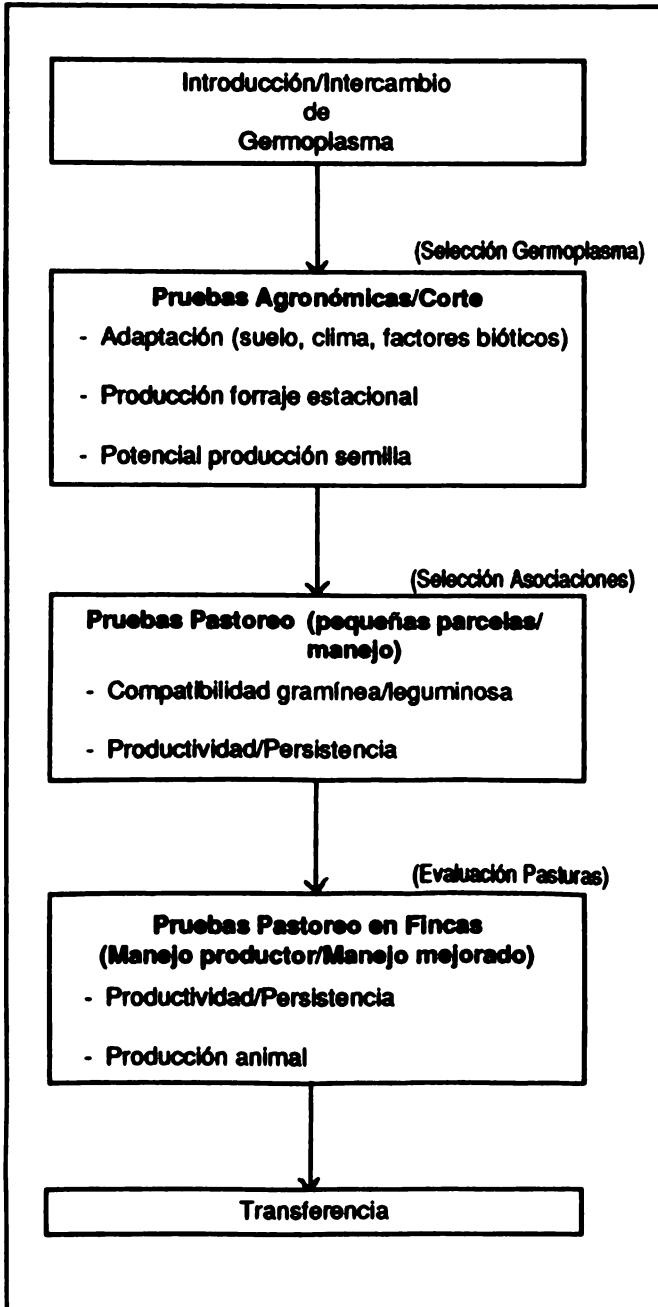 Introducción/Intercambio
de
Germoplasma
(Selección Germoplasma)
Pruebas Agronómicas/Corte
- Adaptación (suelo, clima, factores bióticos)
- Producción forraje estacional
- Potencial producción semilla
(Selección Asociaciones)
Pruebas Pastoreo (pequeñas parcelas/
manejo)
- Compatibilidad gramínea/leguminosa
- Productividad/Persistencia
(Evaluación Pasturas)
Pruebas Pastoreo en Fincas
(Manejo productor/Manejo mejorado)
- Productividad/Persistencia
- Producción animal
Transferencia